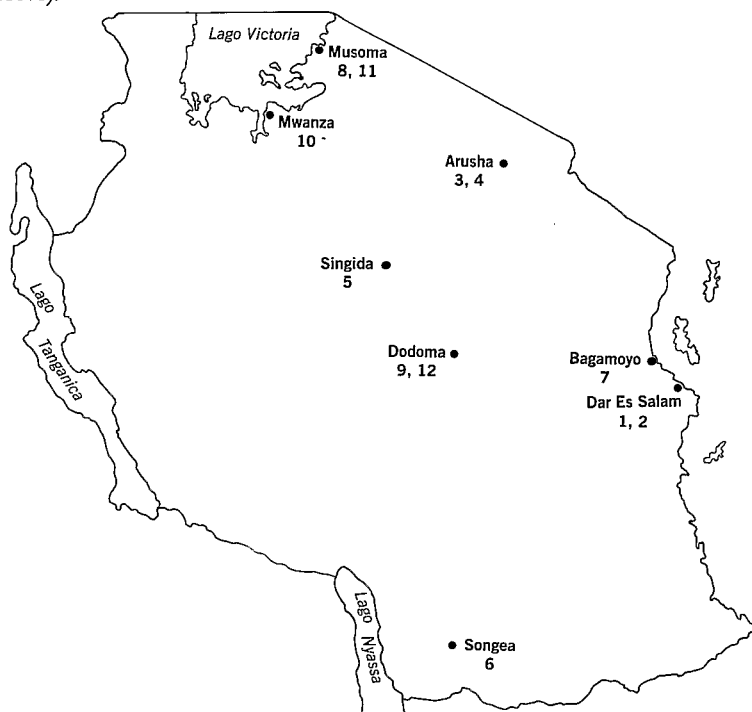 Lago Victoria
Musoma
8, 11
Mwanza
10
Arusha
3, 4
Singida
5
Lago
Tanganica
Dodoma
9, 12
Bagamoyo
7
Dar Es Salam
1, 2
Lago
Nyassa
Songea
6